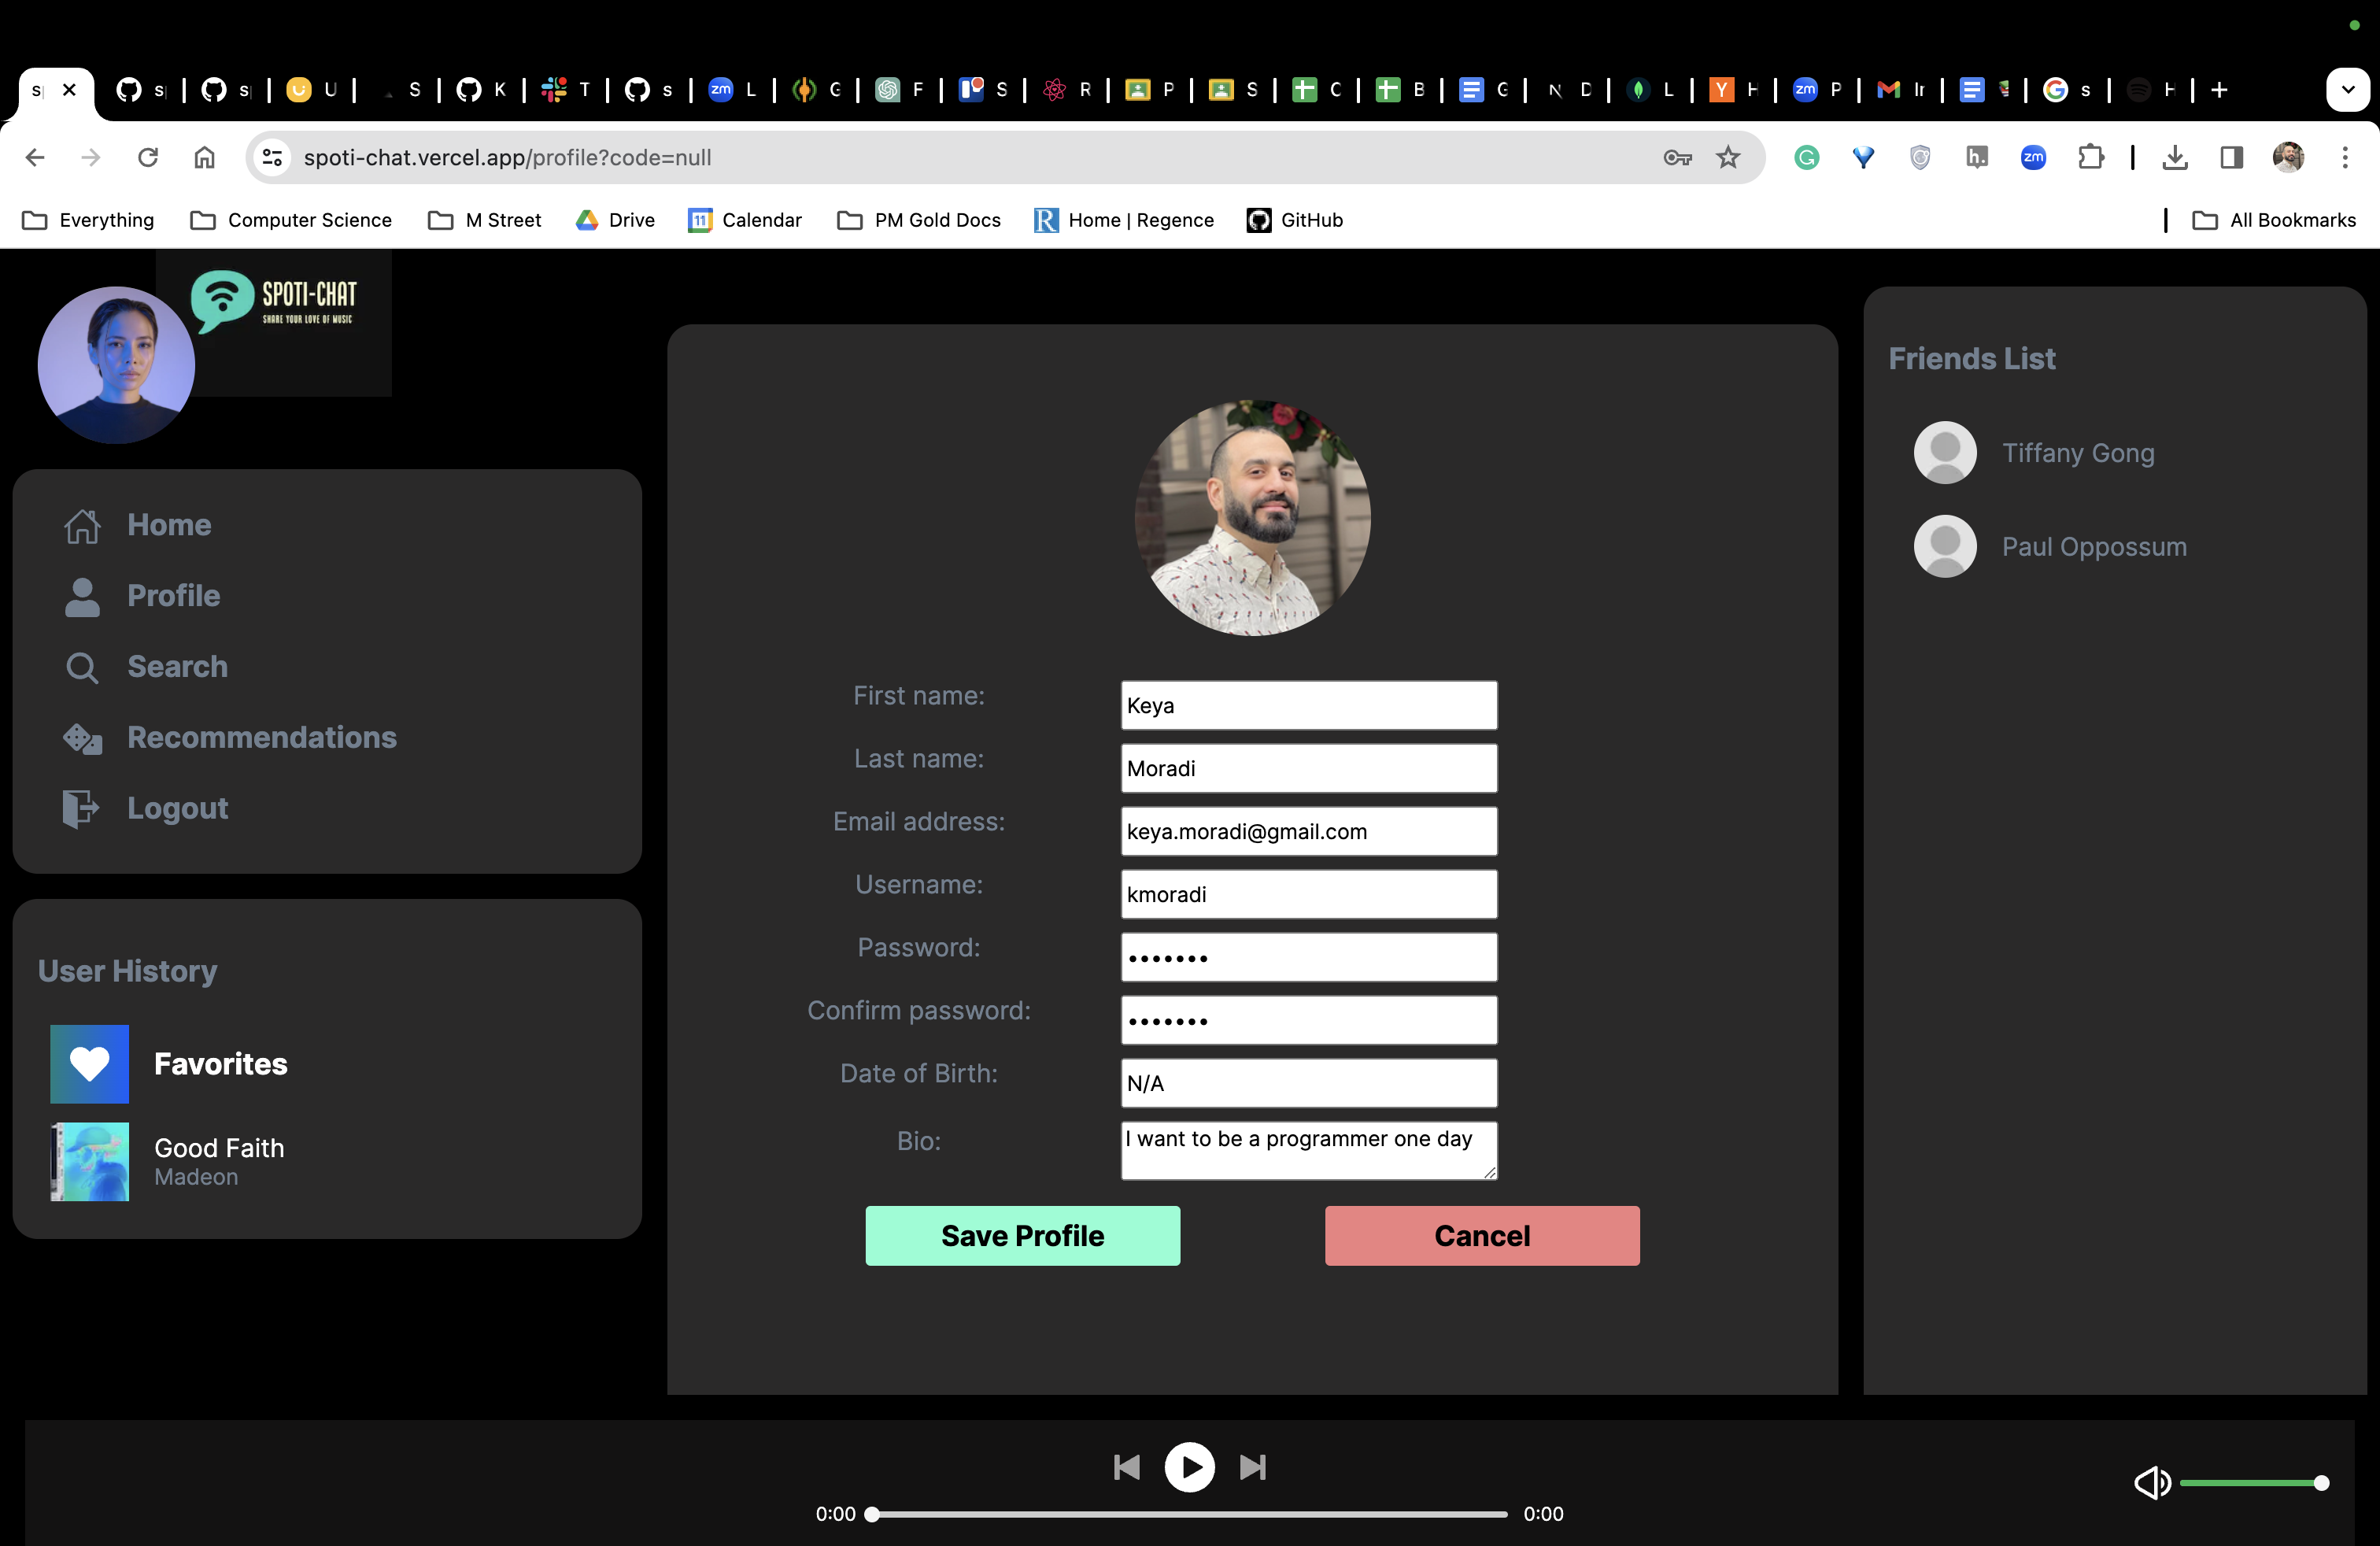 s
s
s
U
S
K
T
s
zm L
G
F
S
R
P
S
C
B
G
N D
L
Y H
zm P
Ir
G s
H
spoti-chat.vercel.app/profile?code=null
G
h.
zm
Everything
Computer Science
M Street
Drive
11 Calendar
PM Gold Docs
R Home | Regence
GitHub
All Bookmarks
SPOTI-CHAT
SHARE YOUR LOVE OF MUSIC
Home
Profile
Search
Recommendations
Logout
User History
Favorites
Good Faith
Madeon
First name: Keya
Last name: Moradi
Email address: keya.moradi@gmail.com
Username: kmoradi
Password: •••••••
Confirm password: •••••••
Date of Birth: N/A
Bio: I want to be a programmer one day
Save Profile
Cancel
Friends List
Tiffany Gong
Paul Oppossum
0:00
0:00